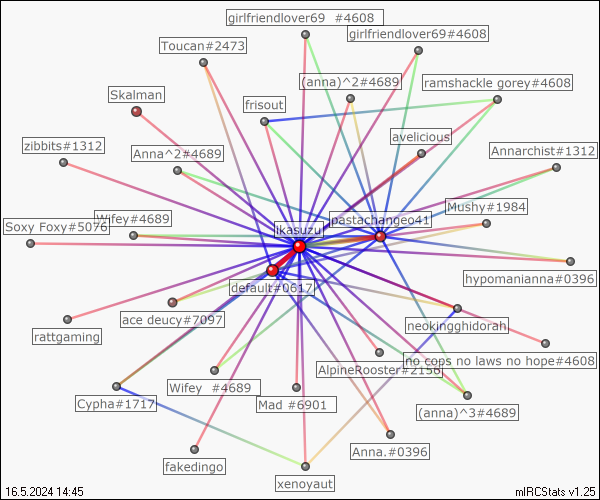 girlfriendlover69 #4608
girlfriendlover69#4608
Toucan#2473
(anna)^2#4689
ramshackle gorey#4608
Skalman
frisout
avelicious
zibbits#1312
Anna^2#4689
Annarchist#1312
Mushy#1984
Soxy Foxy#5076
Wifey#4689
ikasuzu
pastachange041
hypomanianna#0396
default#0617
ace deucy#7097
neokingghidorah
rattgaming
no cops no laws no hope#4608
AlpineRooster#2156
Wifey #4689
Mad #6901
Cypha#1717
(anna)^3#4689
Anna.#0396
fakedingo
xenoyaut
16.5.2024 14:45
mIRCStats v1.25